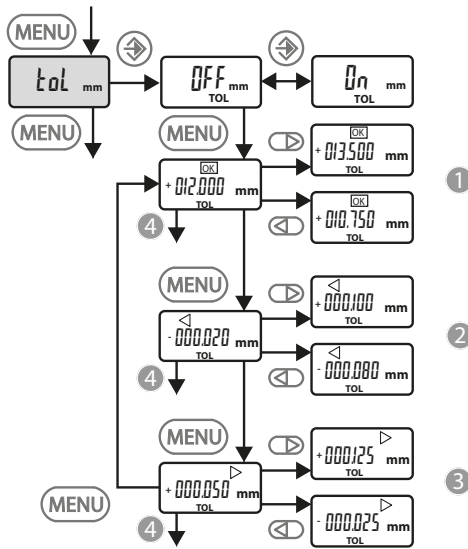 MENU
toL mm
OFF mm
TOL
On mm
TOL
MENU
MENU
OK
+ 013.500 mm
TOL
1
OK
+ 012.000 mm
TOL
OK
+ 010.750 mm
TOL
4
MENU
+ 000.100 mm
TOL
2
- 000.020 mm
TOL
- 000.080 mm
TOL
4
MENU
+ 000.125 mm
TOL
3
+ 000.050 mm
TOL
MENU
- 000.025 mm
TOL
4